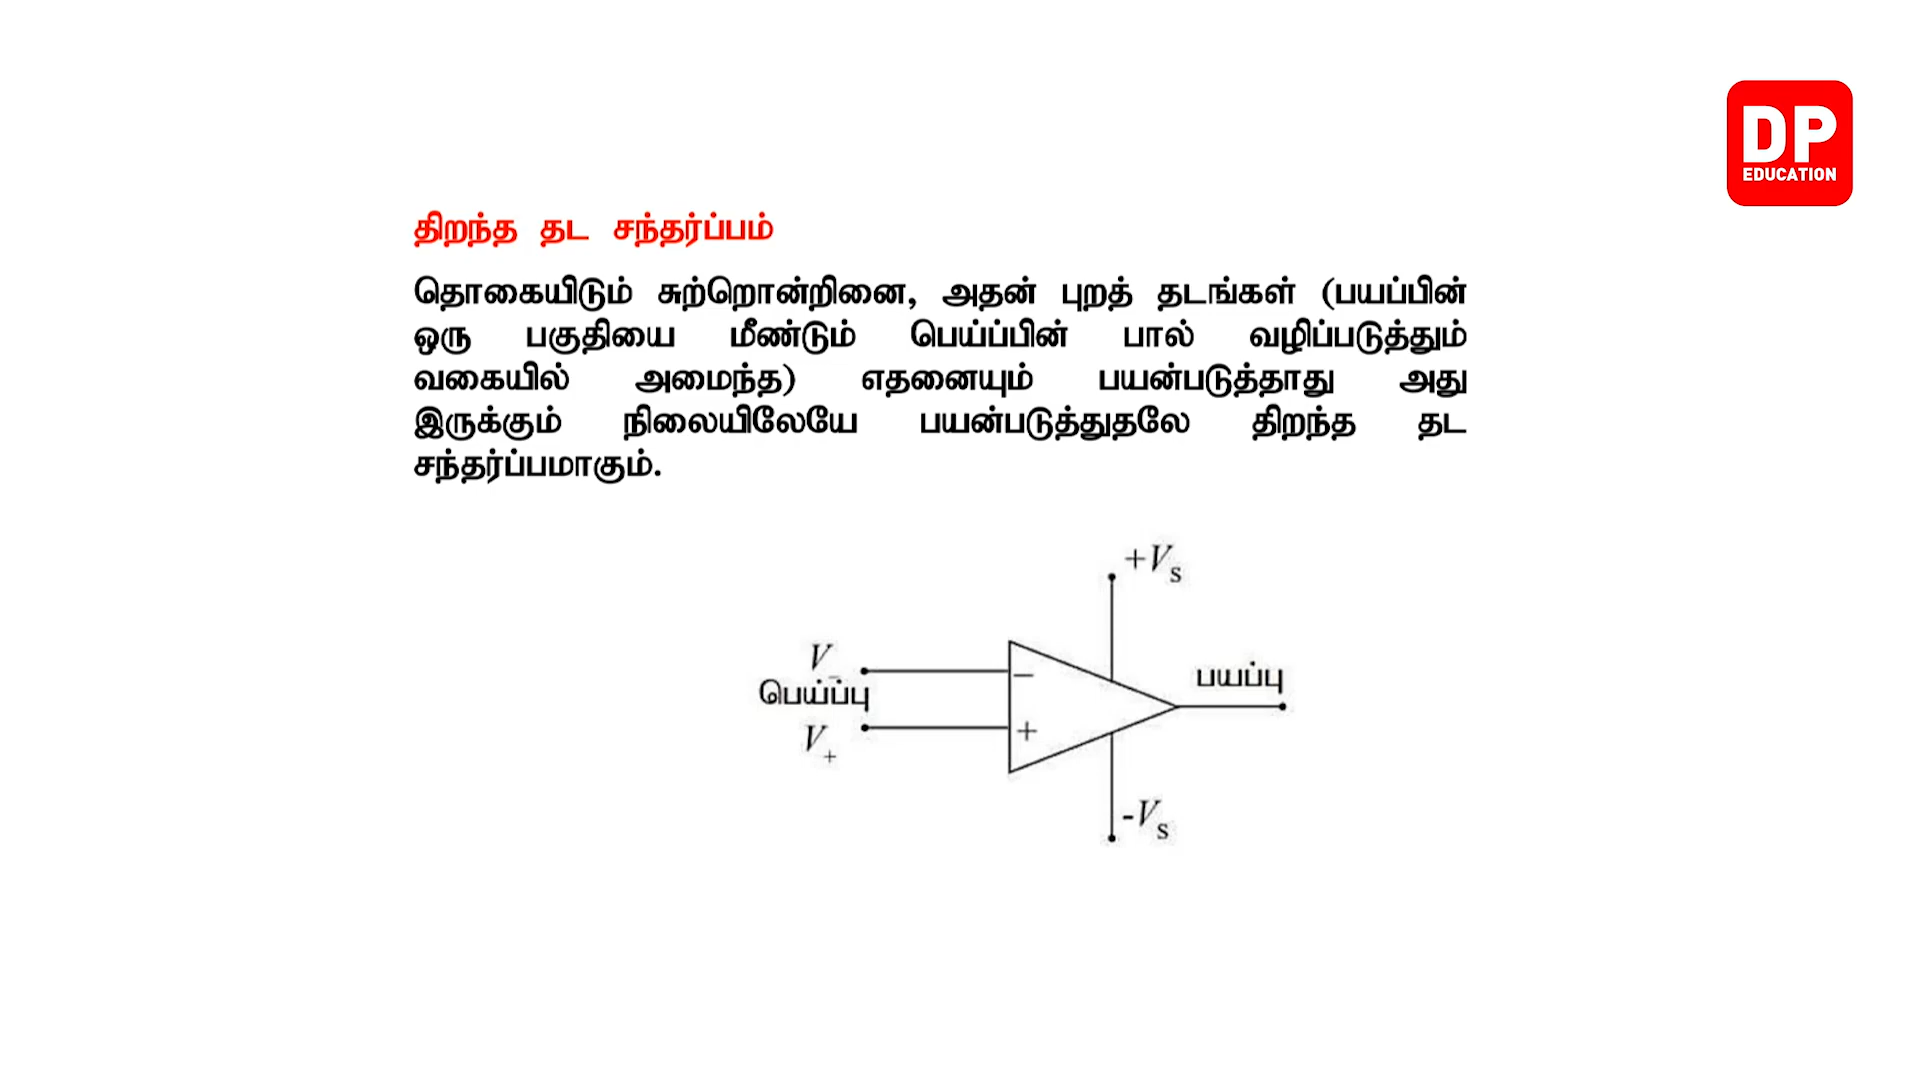 DP
EDUCATION
திறந்த தட சந்தர்ப்பம்
தொகையிடும் சுற்றொன்றினை, அதன் புறத் தடங்கள் (பயப்பின்
ஒரு பகுதியை மீண்டும் பெய்ப்பின் பால் வழிப்படுத்தும்
வகையில் அமைந்த) எதனையும் பயன்படுத்தாது அது
இருக்கும் நிலையிலேயே பயன்படுத்துதலே திறந்த தட
சந்தர்ப்பமாகும்.
+Vs
V_
பெய்ப்பு
V+
−
+
பயப்பு
-Vs